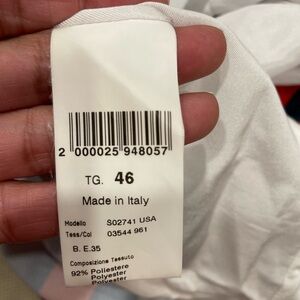 2 000025 948057
TG. 46
Made in Italy
Modello S02741 USA
Tess/Col 03544 961
B. E.35
Composizione Tessuto
92% Poliestere
Polyester
Polyester